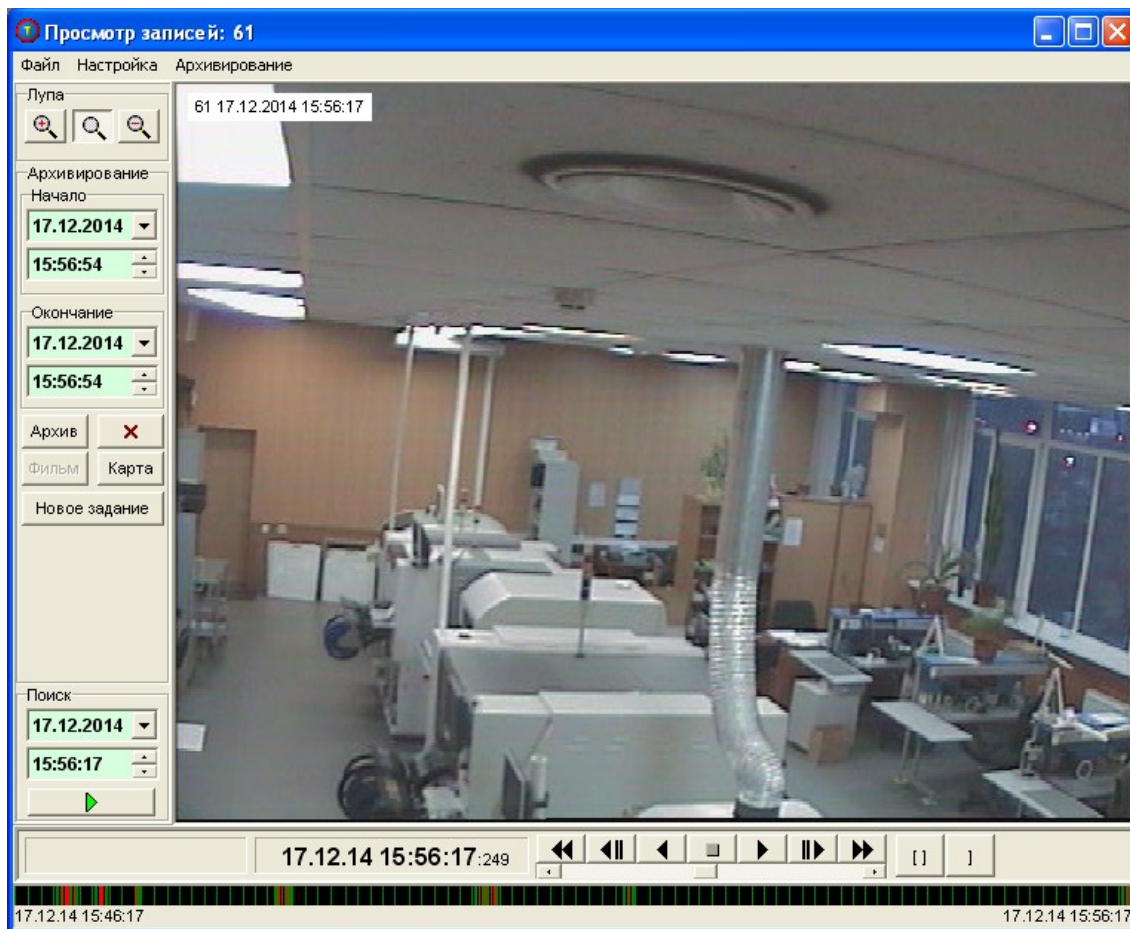 Просмотр записей: 61
Файл Настройка Архивирование
Лупа
61 17.12.2014 15:56:17
Архивирование
Начало
17.12.2014
15:56:54
Окончание
17.12.2014
15:56:54
Архив
Фильм Карта
Новое задание
Поиск
17.12.2014
15:56:17
17.12.14 15:56:17:249
[ ] ]
17.12.14 15:46:17 17.12.14 15:56:17